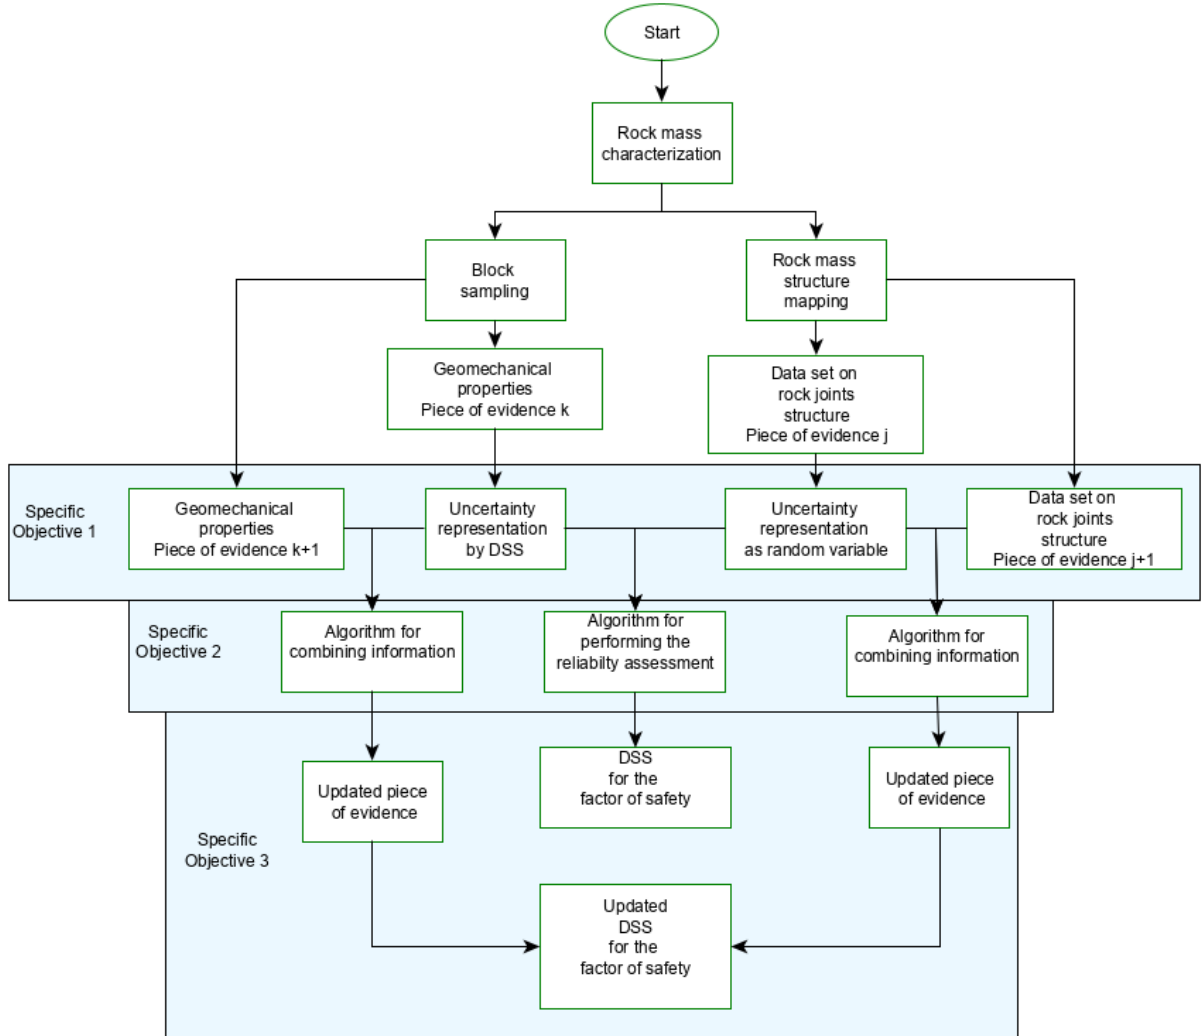 Start
Rock mass
characterization
Block
sampling
Rock mass
structure
mapping
Geomechanical
properties
Piece of evidence k
Data set on
rock joints
structure
Piece of evidence j
Specific
Objective 1
Geomechanical
properties
Piece of evidence k+1
Uncertainty
representation
by DSS
Uncertainty
representation
as random variable
Data set on
rock joints
structure
Piece of evidence j+1
Specific
Objective 2
Algorithm for
combining information
Algorithm for
performing the
reliabilty assessment
Algorithm for
combining information
Specific
Objective 3
Updated piece
of evidence
DSS
for the
factor of safety
Updated piece
of evidence
Updated
DSS
for the
factor of safety